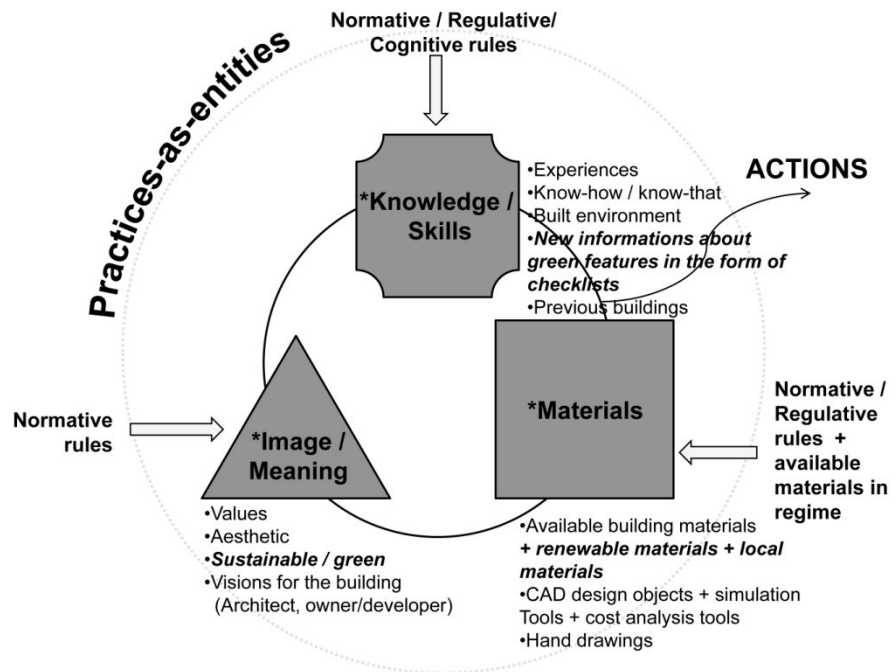 Normative / Regulative/
Cognitive rules
Practices-as-entities
*Knowledge /
Skills
•Experiences
•Know-how / know-that
•Built environment
•New informations about
green features in the form of
checklists
•Previous buildings
ACTIONS
Normative
rules
*Image /
Meaning
•Values
•Aesthetic
•Sustainable / green
•Visions for the building
(Architect, owner/developer)
*Materials
Normative /
Regulative
rules +
available
materials in
regime
•Available building materials
+ renewable materials + local
materials
•CAD design objects + simulation
Tools + cost analysis tools
•Hand drawings